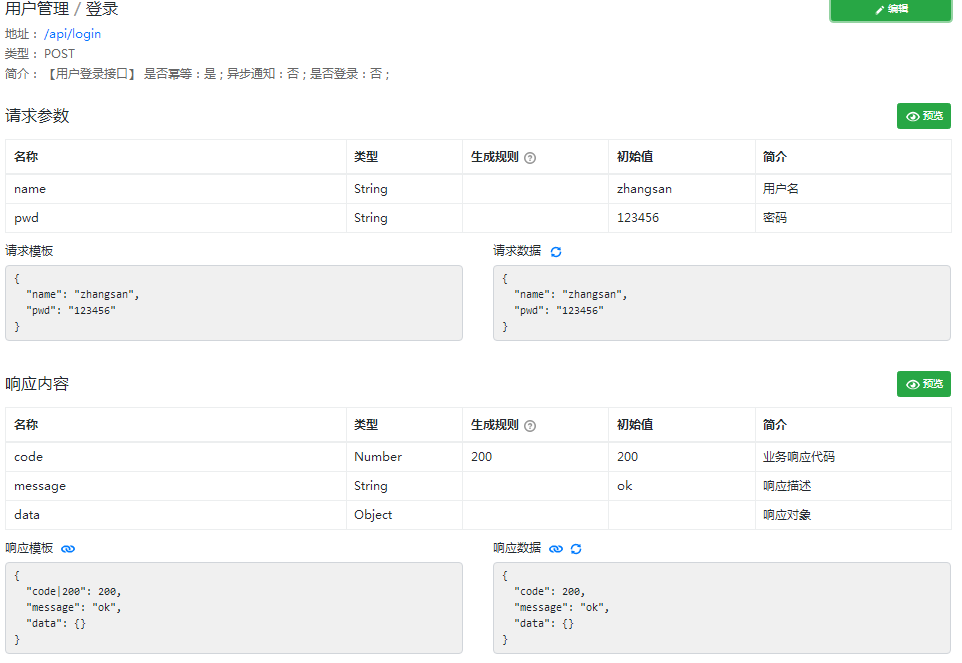 用户管理 / 登录
编辑
地址： /api/login
类型： POST
简介： 【用户登录接口】 是否幂等：是；异步通知：否；是否登录：否；
请求参数
预览
名称 类型 生成规则 初始值 简介
name String zhangsan 用户名
pwd String 123456 密码
请求模板
{
"name": "zhangsan",
"pwd": "123456"
}
请求数据
{
"name": "zhangsan",
"pwd": "123456"
}
响应内容
预览
名称 类型 生成规则 初始值 简介
code Number 200 200 业务响应代码
message String ok 响应描述
data Object 响应对象
响应模板
{
"code|200": 200,
"message": "ok",
"data": {}
}
响应数据
{
"code": 200,
"message": "ok",
"data": {}
}